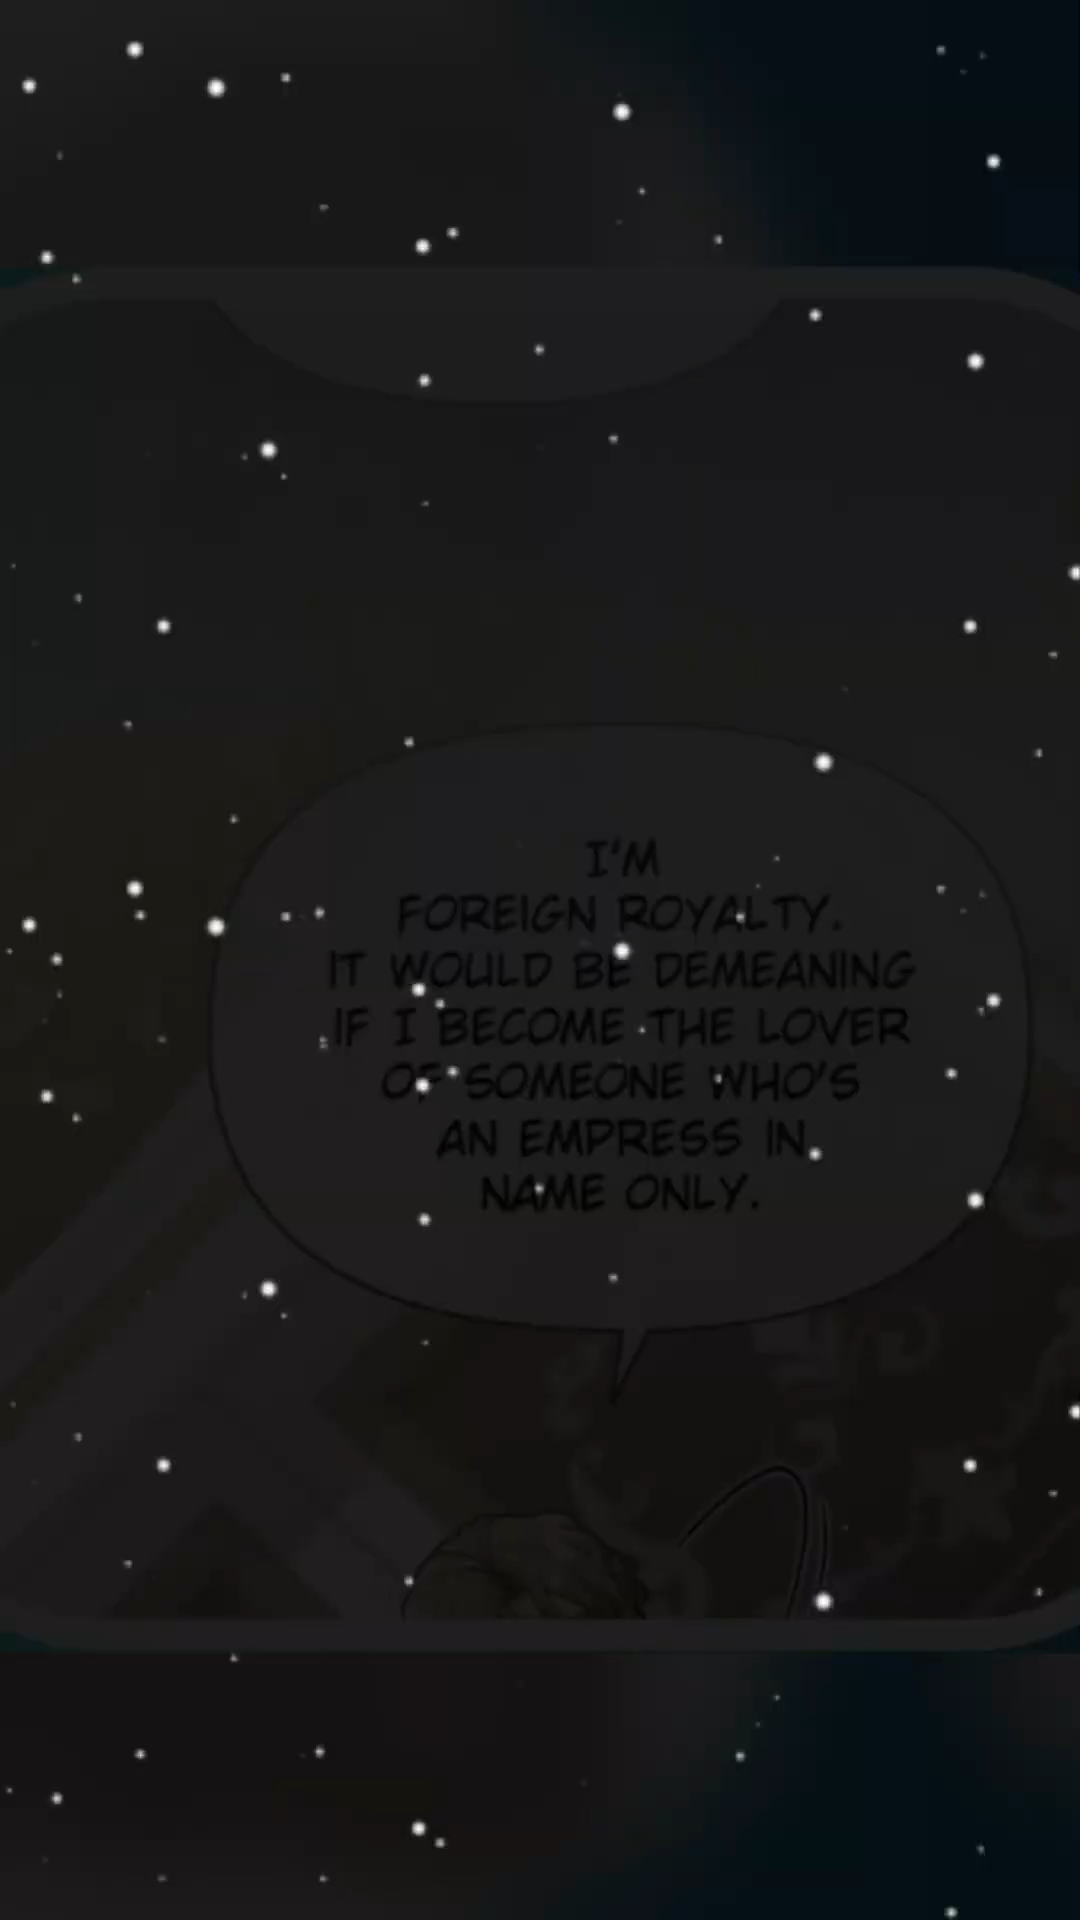 I'M
FOREIGN ROYALTY.
IT WOULD BE DEMEANING
IF I BECOME THE LOVER
OF SOMEONE WHO'S
AN EMPRESS IN
NAME ONLY.